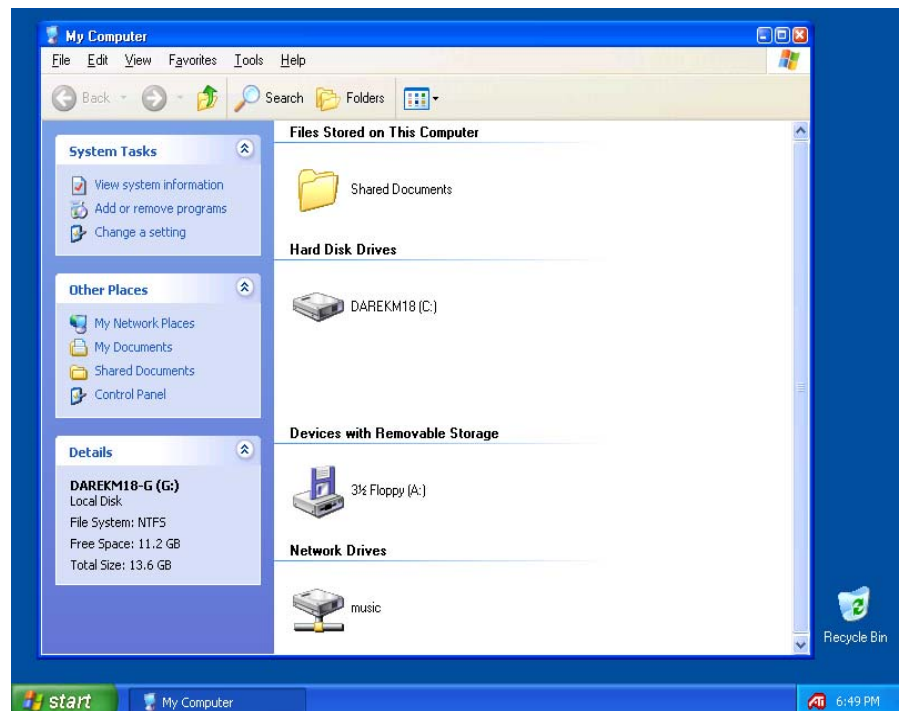 My Computer
File Edit View Favorites Tools Help
Back Search Folders
System Tasks
View system information
Add or remove programs
Change a setting
Other Places
My Network Places
My Documents
Shared Documents
Control Panel
Details
DAREKM18-G (G:)
Local Disk
File System: NTFS
Free Space: 11.2 GB
Total Size: 13.6 GB
Files Stored on This Computer
Shared Documents
Hard Disk Drives
DAREKM18 (C:)
Devices with Removable Storage
3½ Floppy (A:)
Network Drives
music
Recycle Bin
start My Computer ATI 6:49 PM